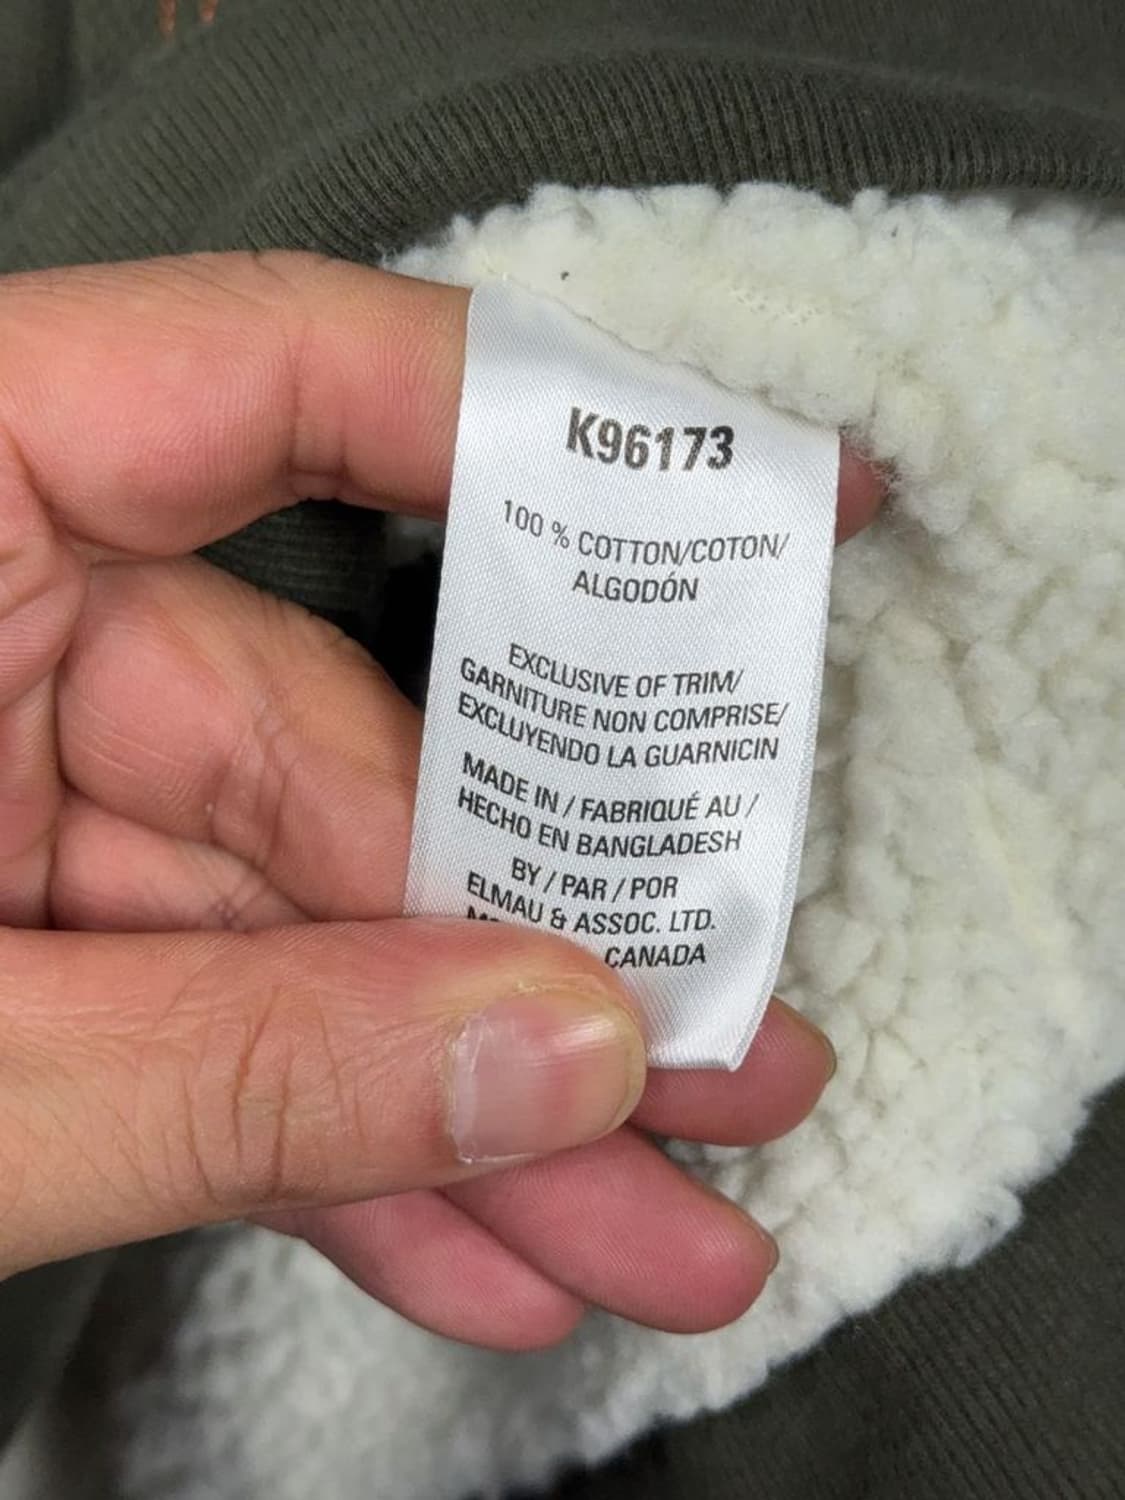 K96173
100 % COTTON/COTON/
ALGODÓN
EXCLUSIVE OF TRIM/
GARNITURE NON COMPRISE/
EXCLUYENDO LA GUARNICIN
MADE IN / FABRIQUÉ AU /
HECHO EN BANGLADESH
BY / PAR / POR
ELMAU & ASSOC. LTD.
CANADA